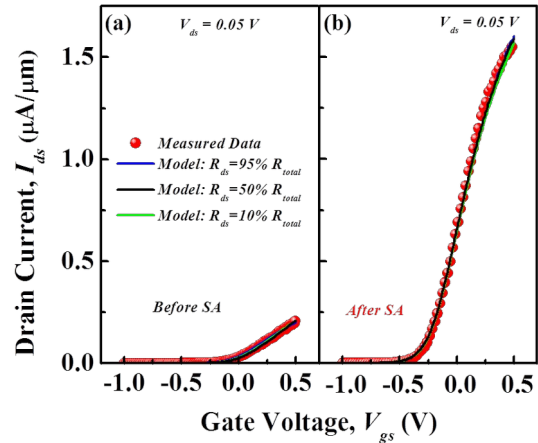 (a)
V_ds = 0.05 V
(b)
V_ds = 0.05 V
Drain Current, I_ds (μA/μm)
1.5
1.0
0.5
0.0
Measured Data
Model: R_ds=95% R_total
Model: R_ds=50% R_total
Model: R_ds=10% R_total
Before SA
After SA
-1.0 -0.5 0.0 0.5 -1.0 -0.5 0.0 0.5
Gate Voltage, V_gs (V)